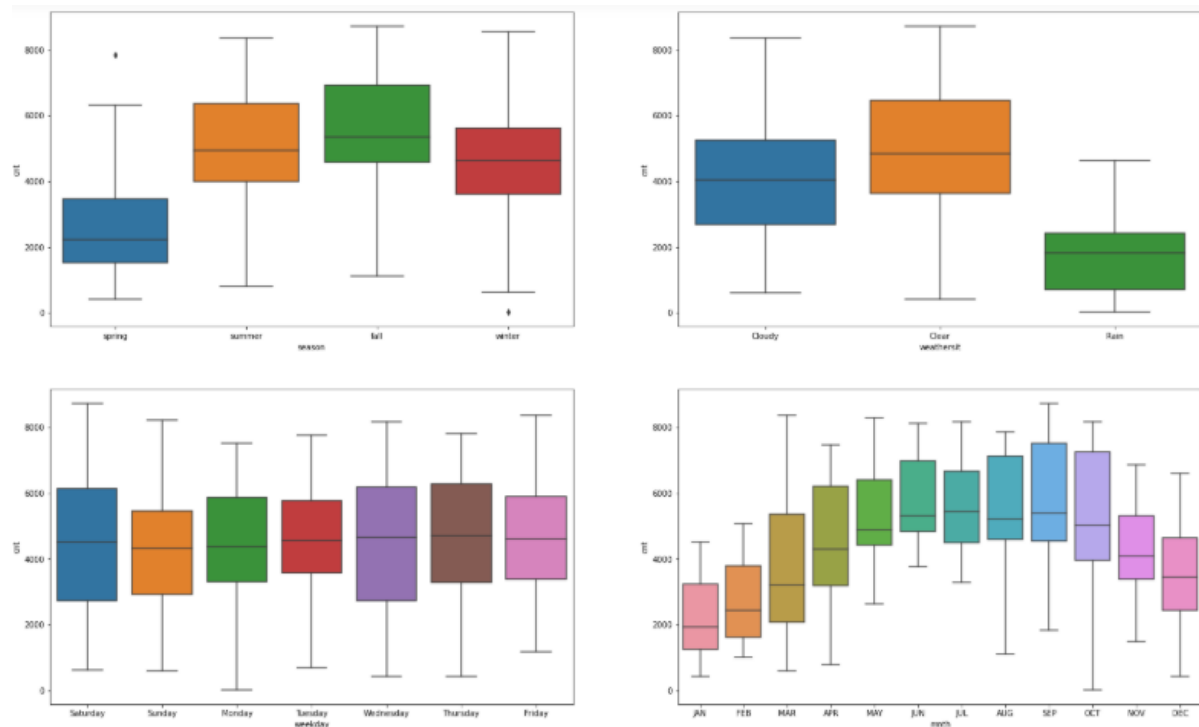 8000
6000
4000
2000
0
cnt
spring summer fall winter
season
8000
6000
4000
2000
0
cnt
Cloudy Clear Rain
weathersit
8000
6000
4000
2000
0
cnt
Saturday Sunday Monday Tuesday Wednesday Thursday Friday
weekday
8000
6000
4000
2000
0
cnt
JAN FEB MAR APR MAY JUN JUL AUG SEP OCT NOV DEC